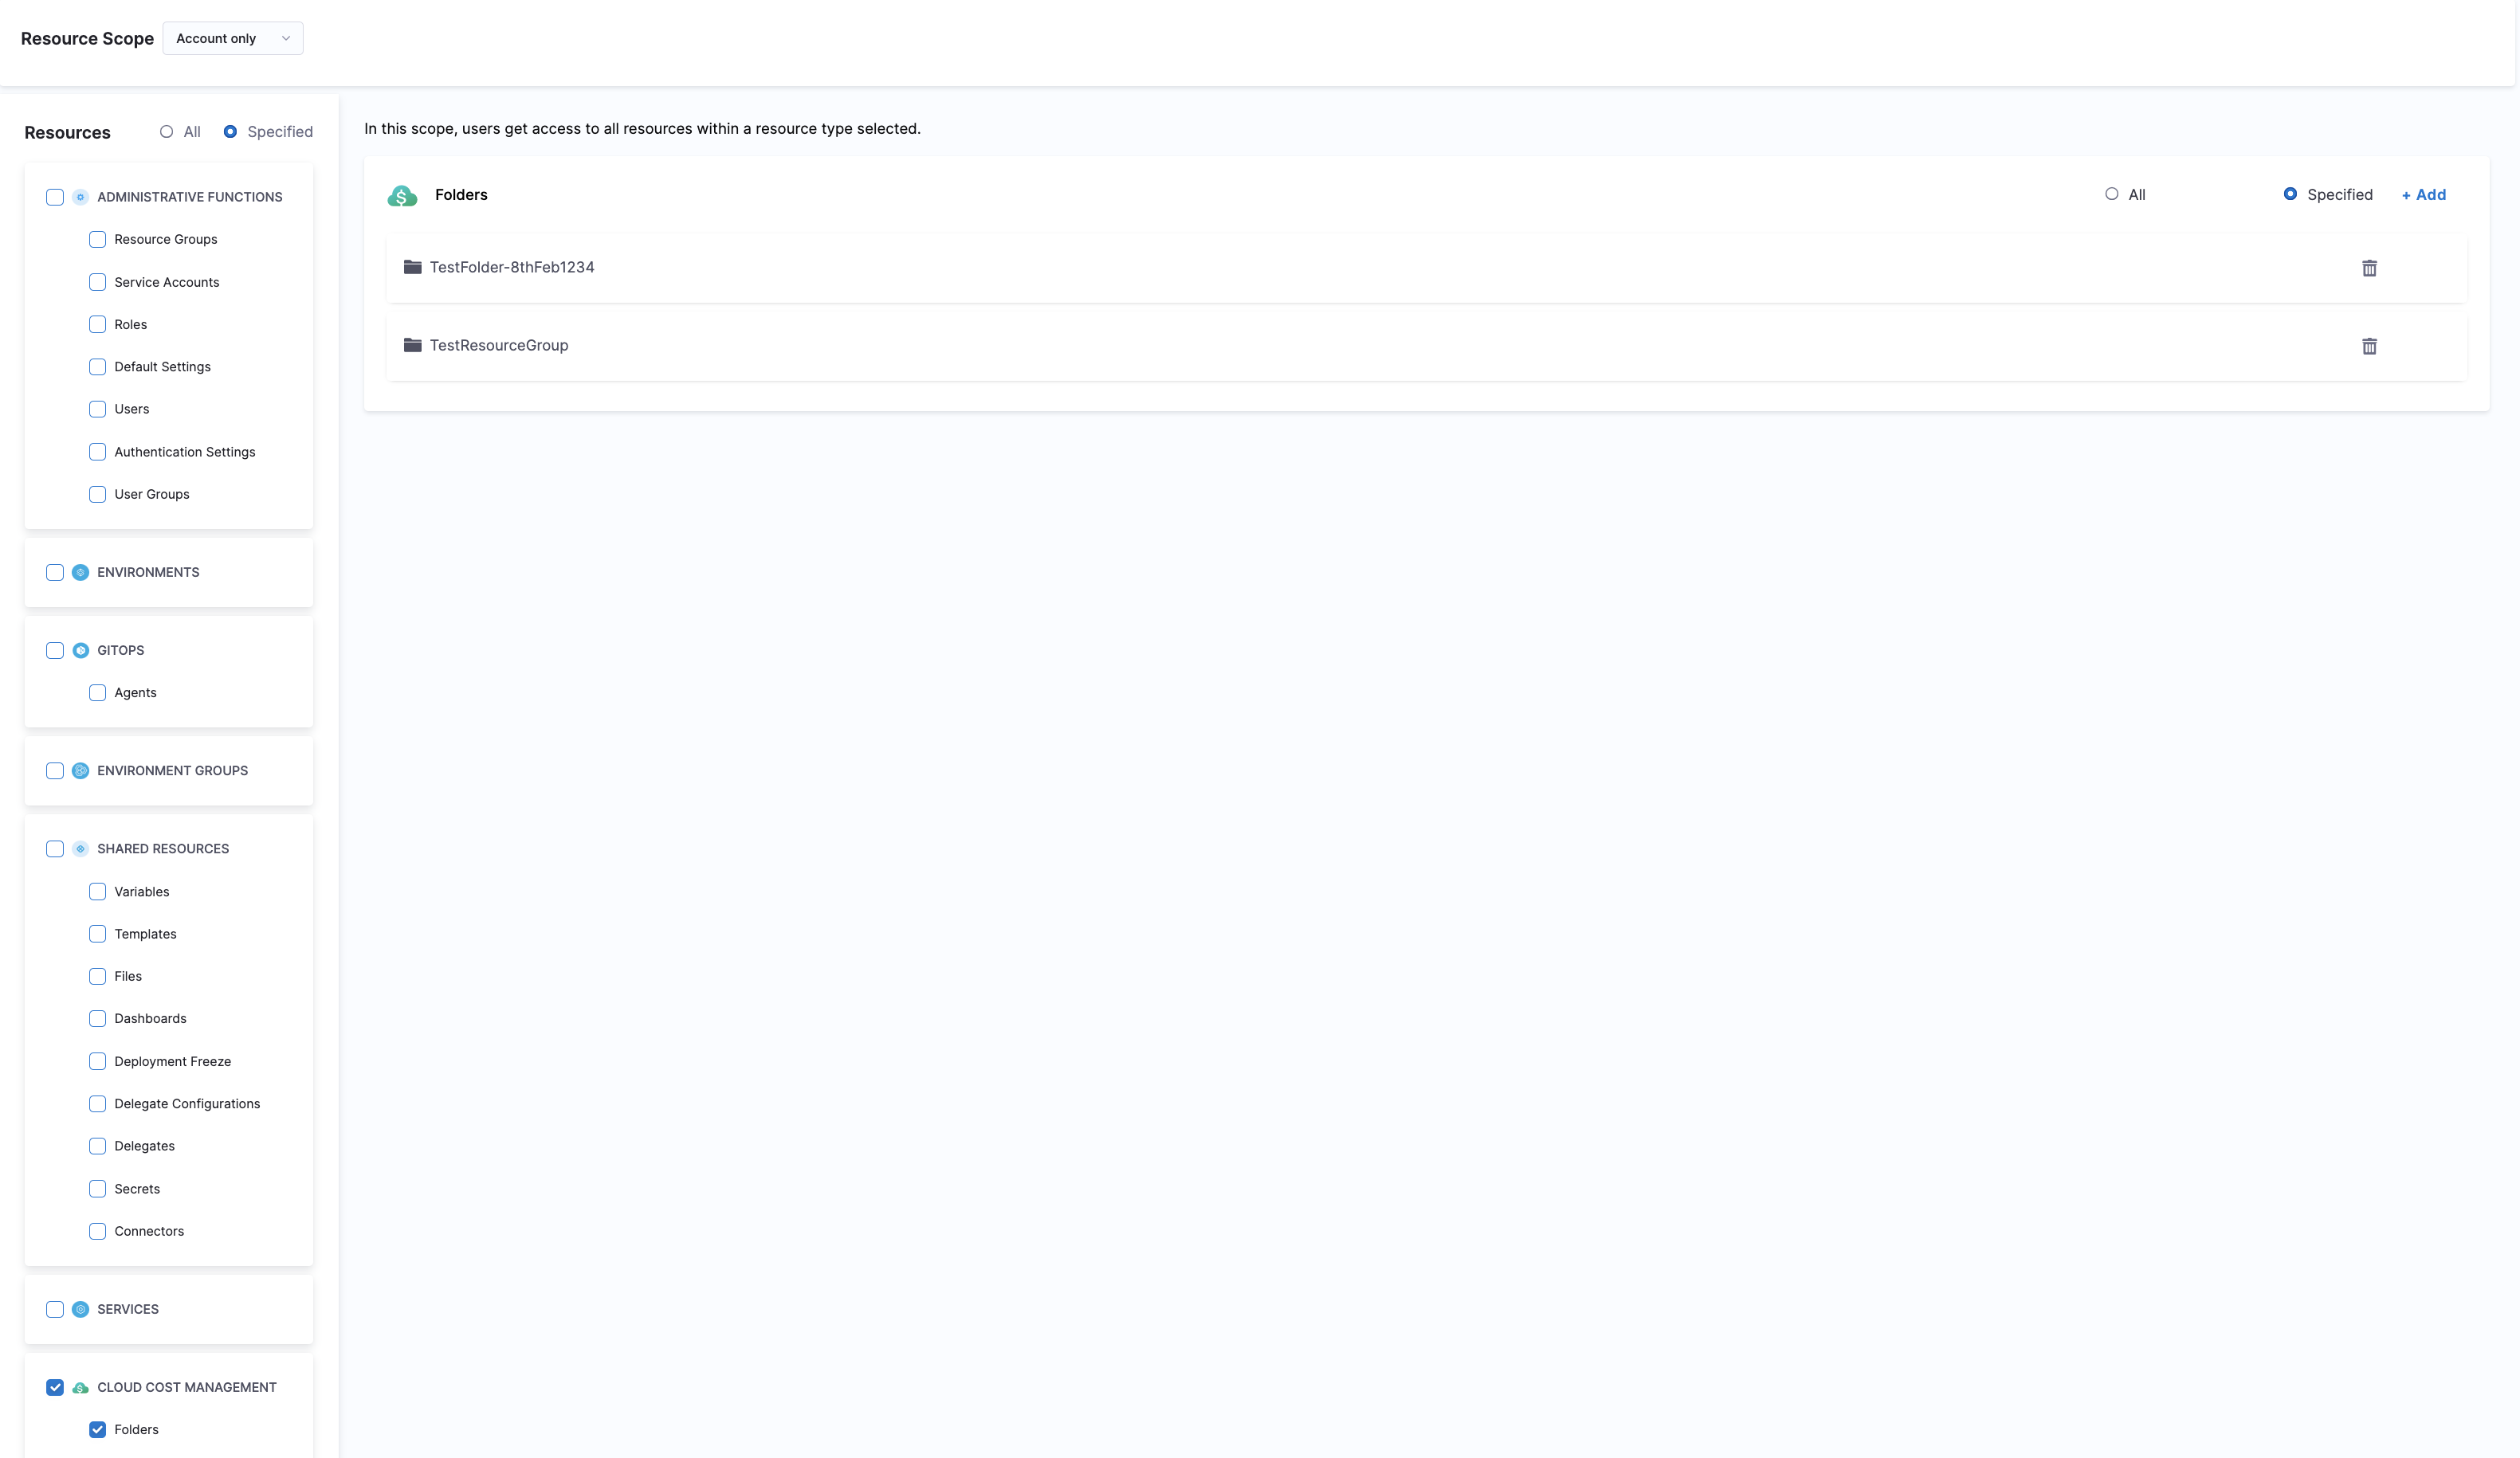 Resource Scope Account only
Resources All Specified
ADMINISTRATIVE FUNCTIONS
Resource Groups
Service Accounts
Roles
Default Settings
Users
Authentication Settings
User Groups
ENVIRONMENTS
GITOPS
Agents
ENVIRONMENT GROUPS
SHARED RESOURCES
Variables
Templates
Files
Dashboards
Deployment Freeze
Delegate Configurations
Delegates
Secrets
Connectors
SERVICES
CLOUD COST MANAGEMENT
Folders
In this scope, users get access to all resources within a resource type selected.
Folders All Specified + Add
TestFolder-8thFeb1234
TestResourceGroup